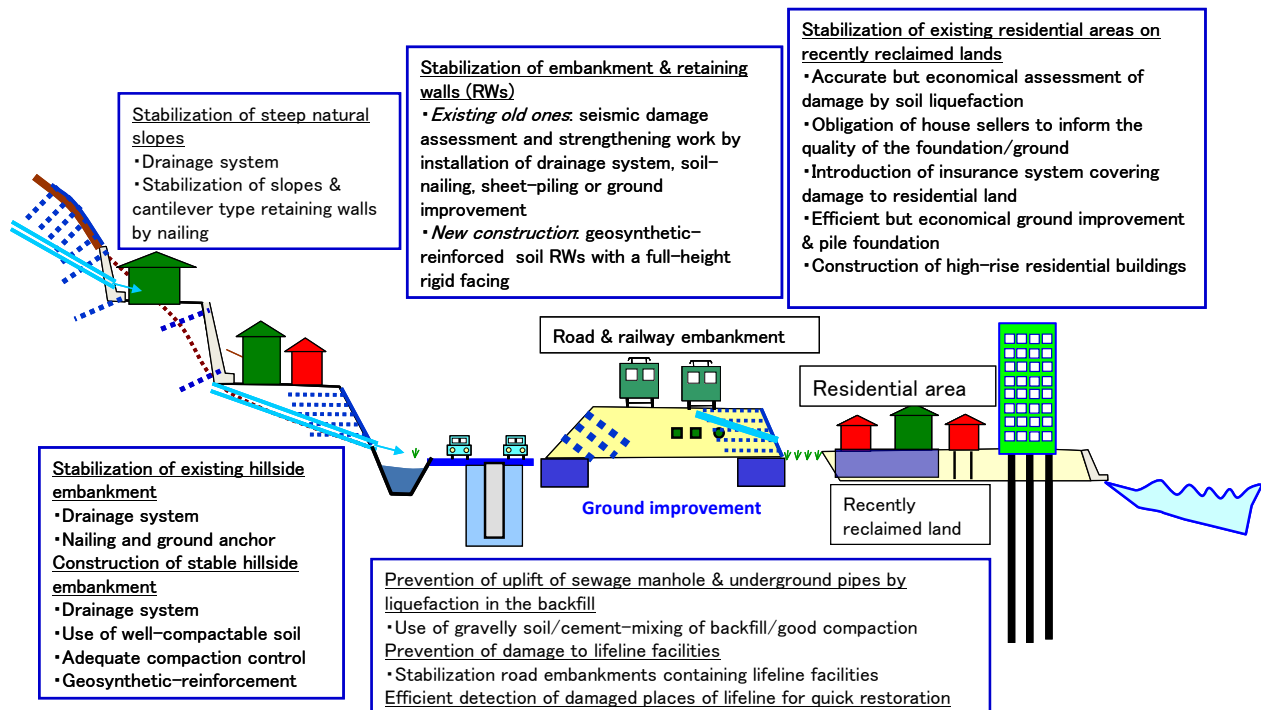 Stabilization of steep natural
slopes
・Drainage system
・Stabilization of slopes &
cantilever type retaining walls
by nailing
Stabilization of embankment & retaining
walls (RWs)
・Existing old ones: seismic damage
assessment and strengthening work by
installation of drainage system, soil-
nailing, sheet-piling or ground
improvement
・New construction: geosynthetic-
reinforced soil RWs with a full-height
rigid facing
Stabilization of existing residential areas on
recently reclaimed lands
・Accurate but economical assessment of
damage by soil liquefaction
・Obligation of house sellers to inform the
quality of the foundation/ground
・Introduction of insurance system covering
damage to residential land
・Efficient but economical ground improvement
& pile foundation
・Construction of high-rise residential buildings
Road & railway embankment
Residential area
Stabilization of existing hillside
embankment
・Drainage system
・Nailing and ground anchor
Construction of stable hillside
embankment
・Drainage system
・Use of well-compactable soil
・Adequate compaction control
・Geosynthetic-reinforcement
Ground improvement
Recently
reclaimed land
Prevention of uplift of sewage manhole & underground pipes by
liquefaction in the backfill
・Use of gravelly soil/cement-mixing of backfill/good compaction
Prevention of damage to lifeline facilities
・Stabilization road embankments containing lifeline facilities
Efficient detection of damaged places of lifeline for quick restoration